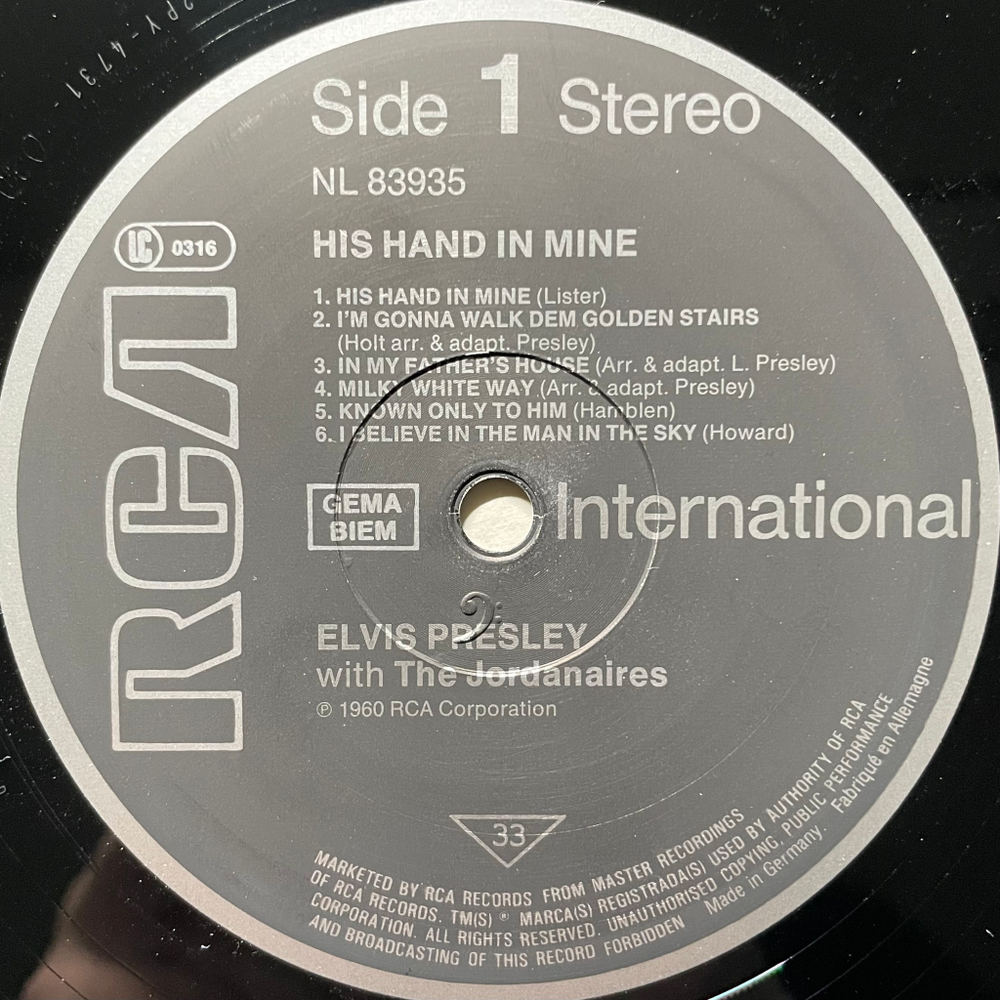 2PY-4731
Side 1 Stereo
NL 83935
LC 0316
HIS HAND IN MINE
1. HIS HAND IN MINE (Lister)
2. I'M GONNA WALK DEM GOLDEN STAIRS
(Holt arr. & adapt. Presley)
3. IN MY FATHER'S HOUSE (Arr. & adapt. L. Presley)
4. MILKY WHITE WAY (Arr. & adapt. Presley)
5. KNOWN ONLY TO HIM (Hamblen)
6. I BELIEVE IN THE MAN IN THE SKY (Howard)
RCA
GEMA
BIEM
International
ELVIS PRESLEY
with The Jordanaires
℗ 1960 RCA Corporation
33
MARKETED BY RCA RECORDS FROM MASTER RECORDINGS
OF RCA RECORDS. TM(S) ® MARCA(S) REGISTRADA(S) USED BY AUTHORITY OF RCA
CORPORATION. ALL RIGHTS RESERVED. UNAUTHORISED COPYING, PUBLIC PERFORMANCE
AND BROADCASTING OF THIS RECORD FORBIDDEN Made in Germany. Fabriqué en Allemagne